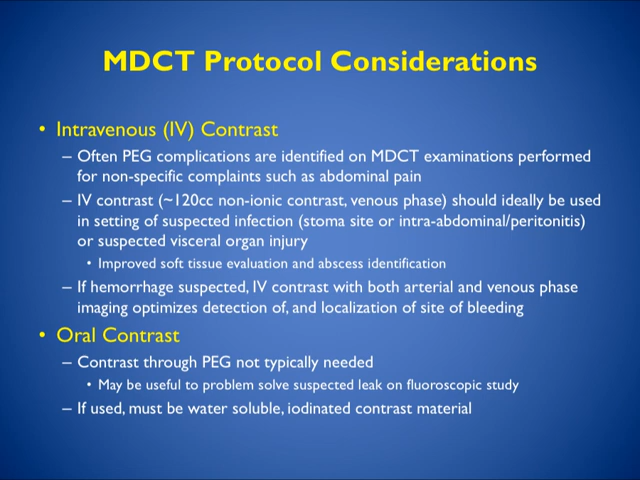 MDCT Protocol Considerations
• Intravenous (IV) Contrast
– Often PEG complications are identified on MDCT examinations performed
for non-specific complaints such as abdominal pain
– IV contrast (~120cc non-ionic contrast, venous phase) should ideally be used
in setting of suspected infection (stoma site or intra-abdominal/peritonitis)
or suspected visceral organ injury
• Improved soft tissue evaluation and abscess identification
– If hemorrhage suspected, IV contrast with both arterial and venous phase
imaging optimizes detection of, and localization of site of bleeding
• Oral Contrast
– Contrast through PEG not typically needed
• May be useful to problem solve suspected leak on fluoroscopic study
– If used, must be water soluble, iodinated contrast material